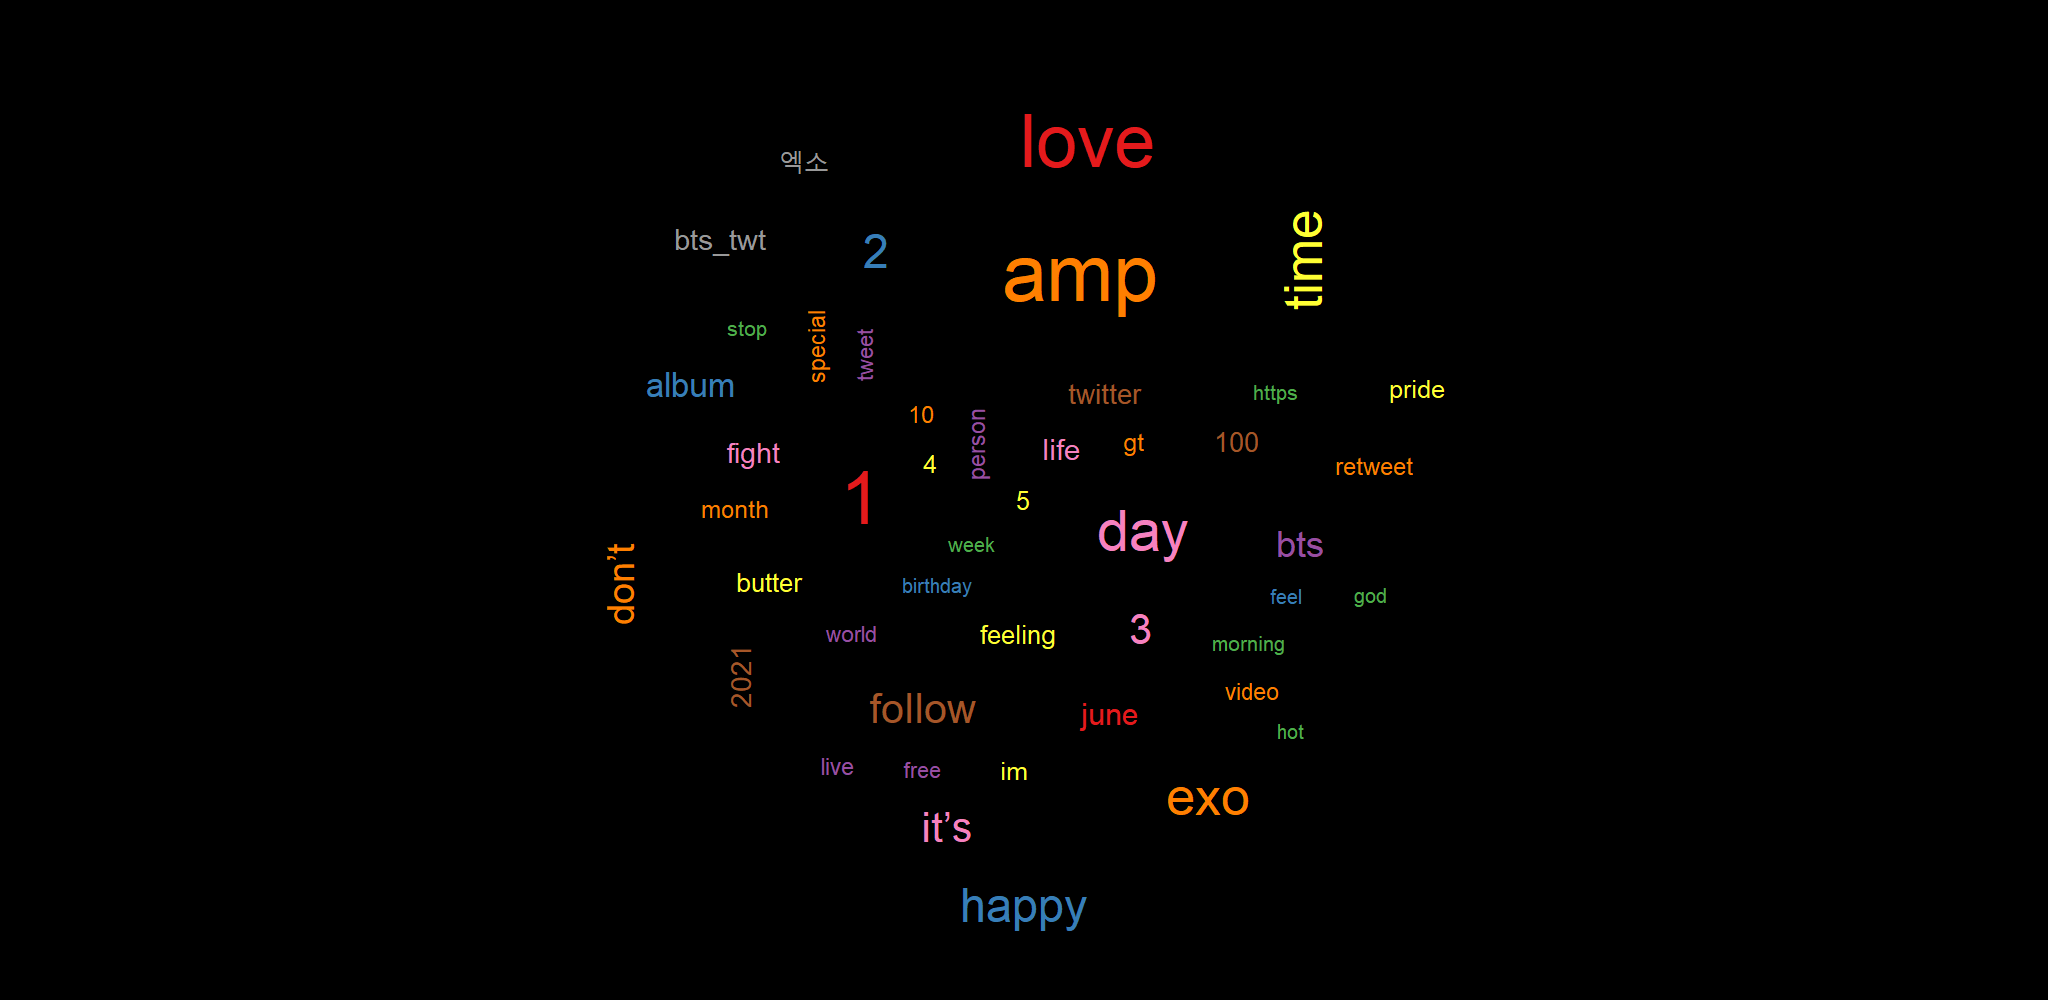 love
엑소
bts_twt
2
amp
time
stop
special
tweet
album
twitter
https
pride
10
person
fight
4
life
gt
100
retweet
1
month
5
day
week
bts
don’t
butter
birthday
feel
god
world
feeling
3
morning
2021
follow
june
video
hot
live
free
im
exo
it’s
happy